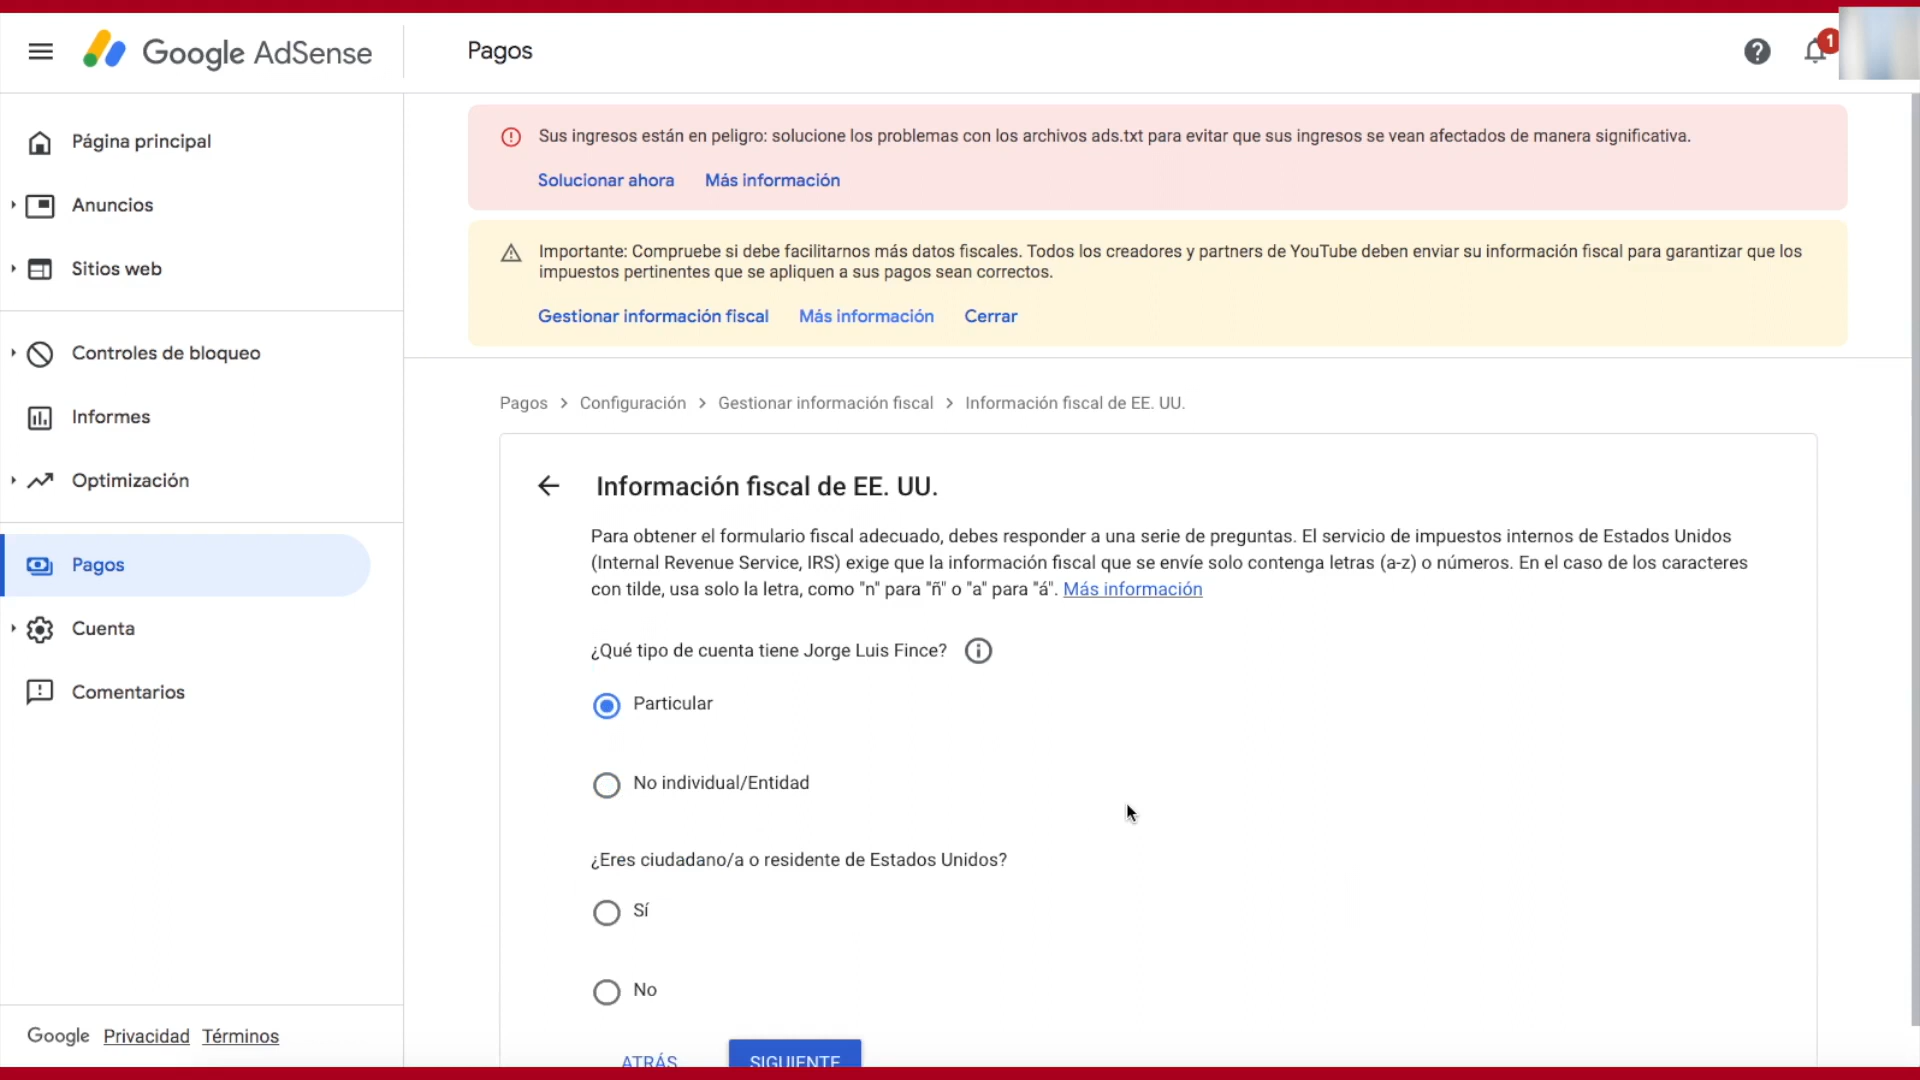 Google AdSense
Pagos
1
Página principal
Anuncios
Sitios web
Controles de bloqueo
Informes
Optimización
Pagos
Cuenta
Comentarios
Google Privacidad Términos
Sus ingresos están en peligro: solucione los problemas con los archivos ads.txt para evitar que sus ingresos se vean afectados de manera significativa.
Solucionar ahora Más información
Importante: Compruebe si debe facilitarnos más datos fiscales. Todos los creadores y partners de YouTube deben enviar su información fiscal para garantizar que los
impuestos pertinentes que se apliquen a sus pagos sean correctos.
Gestionar información fiscal Más información Cerrar
Pagos > Configuración > Gestionar información fiscal > Información fiscal de EE. UU.
Información fiscal de EE. UU.
Para obtener el formulario fiscal adecuado, debes responder a una serie de preguntas. El servicio de impuestos internos de Estados Unidos
(Internal Revenue Service, IRS) exige que la información fiscal que se envíe solo contenga letras (a-z) o números. En el caso de los caracteres
con tilde, usa solo la letra, como "n" para "ñ" o "a" para "á". Más información
¿Qué tipo de cuenta tiene Jorge Luis Fince?
Particular
No individual/Entidad
¿Eres ciudadano/a o residente de Estados Unidos?
Sí
No
ATRÁS SIGUIENTE